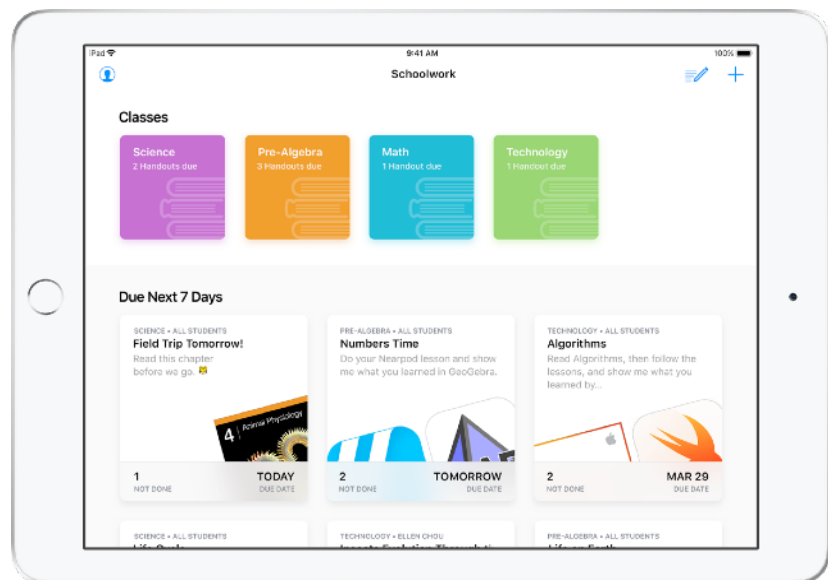 iPad 9:41 AM 100%
Schoolwork
Classes
Science
2 Handouts due
Pre-Algebra
3 Handouts due
Math
1 Handout due
Technology
1 Handout due
Due Next 7 Days
SCIENCE • ALL STUDENTS
Field Trip Tomorrow!
Read this chapter
before we go. 🐯
4 Animal Physiology
1 TODAY
NOT DONE DUE DATE
PRE-ALGEBRA • ALL STUDENTS
Numbers Time
Do your Nearpod lesson and show
me what you learned in GeoGebra.
2 TOMORROW
NOT DONE DUE DATE
TECHNOLOGY • ALL STUDENTS
Algorithms
Read Algorithms, then follow the
lessons, and show me what you
learned by...
2 MAR 29
NOT DONE DUE DATE
SCIENCE • ALL STUDENTS
TECHNOLOGY • ELLEN CHOU
PRE-ALGEBRA • ALL STUDENTS